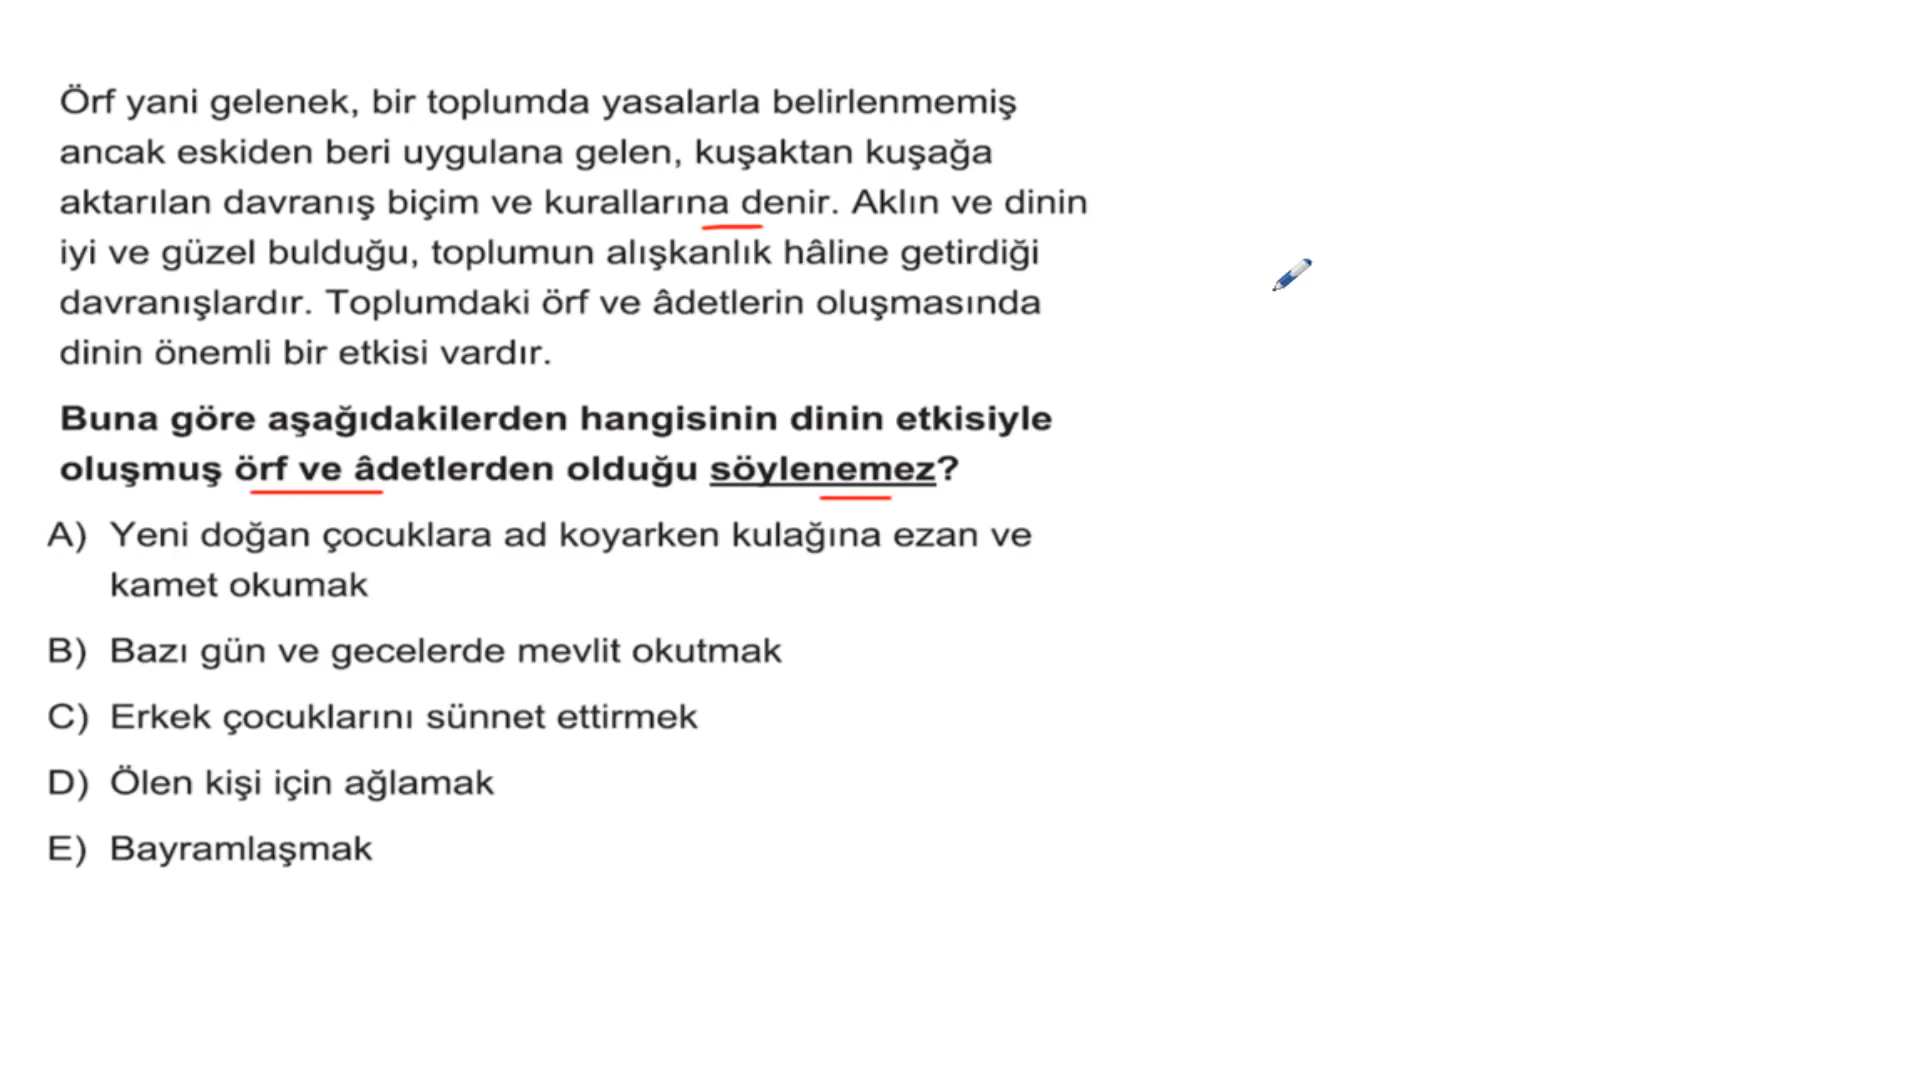 Örf yani gelenek, bir toplumda yasalarla belirlenmemiş
ancak eskiden beri uygulana gelen, kuşaktan kuşağa
aktarılan davranış biçim ve kurallarına denir. Aklın ve dinin
iyi ve güzel bulduğu, toplumun alışkanlık hâline getirdiği
davranışlardır. Toplumdaki örf ve âdetlerin oluşmasında
dinin önemli bir etkisi vardır.
Buna göre aşağıdakilerden hangisinin dinin etkisiyle
oluşmuş örf ve âdetlerden olduğu söylenemez?
A) Yeni doğan çocuklara ad koyarken kulağına ezan ve
kamet okumak
B) Bazı gün ve gecelerde mevlit okutmak
C) Erkek çocuklarını sünnet ettirmek
D) Ölen kişi için ağlamak
E) Bayramlaşmak